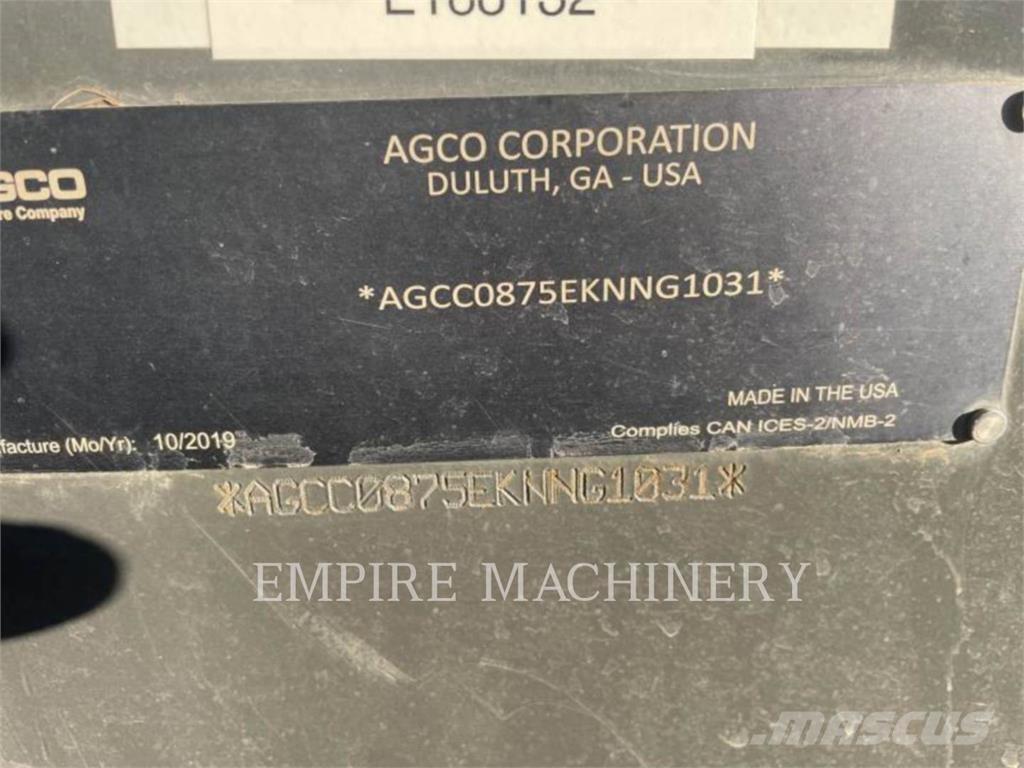 AGCO CORPORATION
DULUTH, GA - USA
*AGCC0875EKNNG1031*
MADE IN THE USA
Complies CAN ICES-2/NMB-2
(Mo/Yr): 10/2019
*AGCC0875EKNNG1031*
EMPIRE MACHINERY
MASCUS
Company